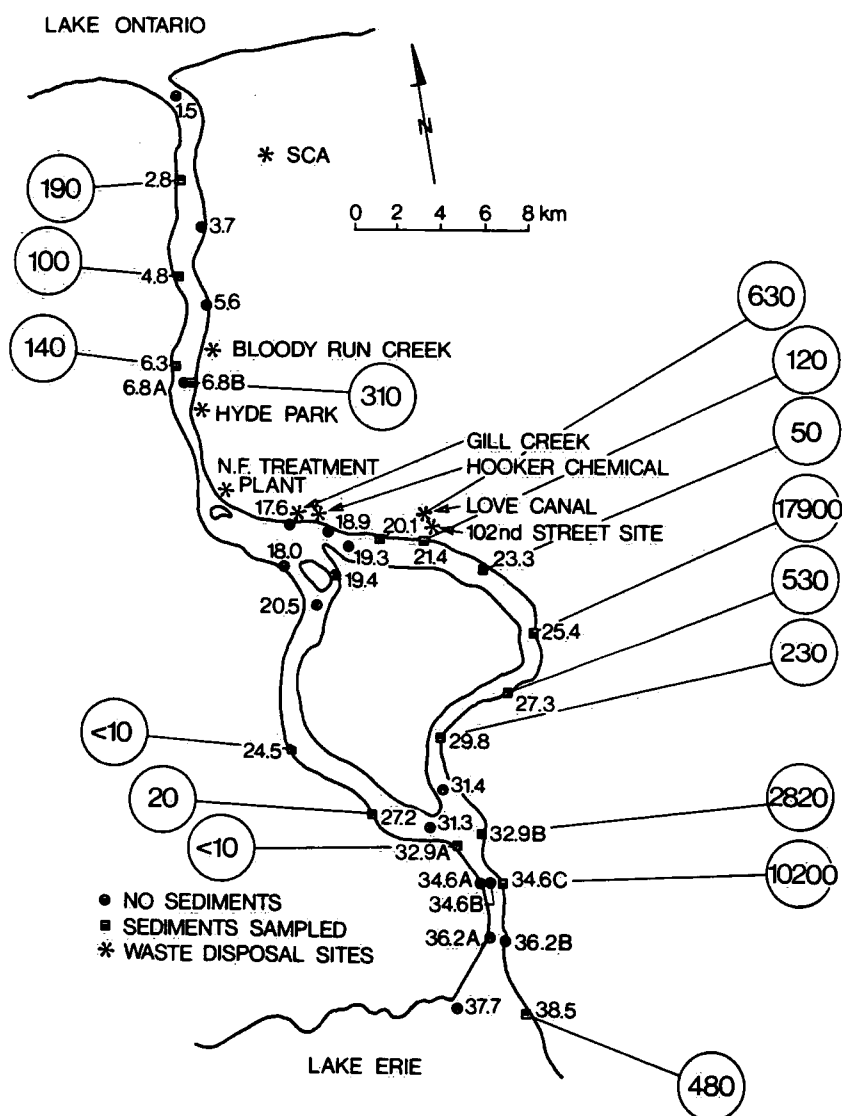 LAKE ONTARIO
1.5
* SCA
N
190
2.8
0 2 4 6 8 km
3.7
100
4.8
5.6
630
140
BLOODY RUN CREEK
120
6.3
6.8A
6.8B
310
HYDE PARK
50
GILL CREEK
N.F. TREATMENT
PLANT
HOOKER CHEMICAL
LOVE CANAL
17900
17.6
18.9
20.1
102nd STREET SITE
19.3
21.4
23.3
18.0
19.4
530
20.5
25.4
230
27.3
<10
24.5
29.8
20
31.4
2820
27.2
31.3
32.9B
<10
32.9A
10200
34.6A
34.6C
34.6B
● NO SEDIMENTS
■ SEDIMENTS SAMPLED
* WASTE DISPOSAL SITES
36.2A
36.2B
37.7
38.5
LAKE ERIE
480